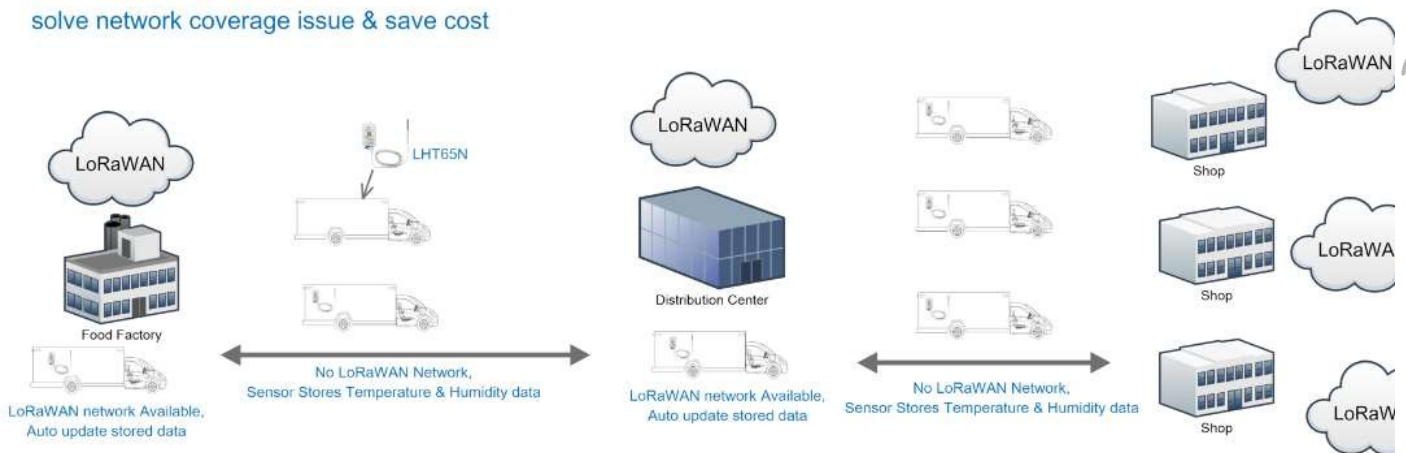 solve network coverage issue & save cost
LoRaWAN
LHT65N
Food Factory
LoRaWAN network Available,
Auto update stored data
No LoRaWAN Network,
Sensor Stores Temperature & Humidity data
LoRaWAN
Distribution Center
LoRaWAN network Available,
Auto update stored data
No LoRaWAN Network,
Sensor Stores Temperature & Humidity data
LoRaWAN
Shop
LoRaWA
Shop
LoRaW
Shop